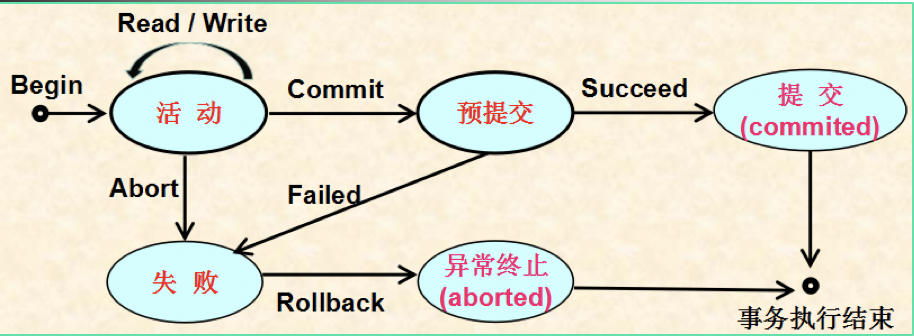 Read / Write
Begin
活 动
Commit
预提交
Succeed
提 交
(commited)
Abort
Failed
失 败
Rollback
异常终止
(aborted)
事务执行结束